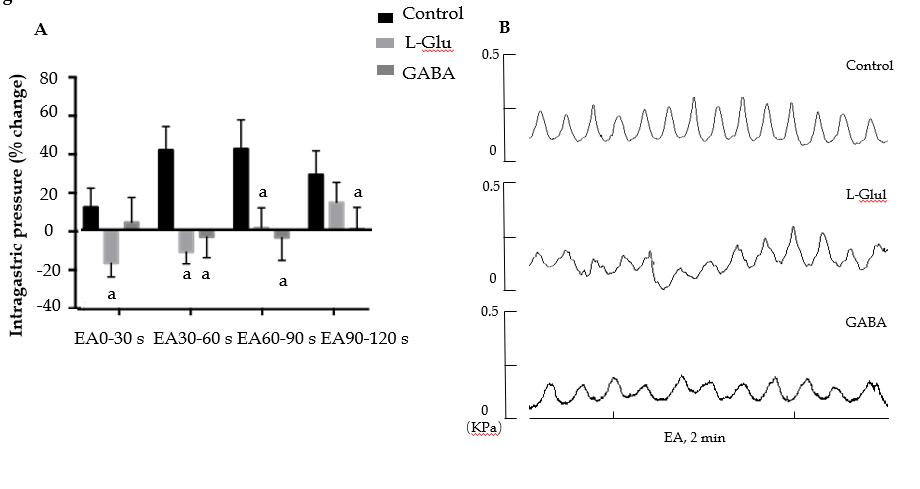 A
Control
L-Glu
GABA
Intragastric pressure (% change)
80
60
40
20
0
-20
-40
a
a
a
a
a
a
EA0-30 s EA30-60 s EA60-90 s EA90-120 s
B
0.5
Control
0
0.5
L-Glul
0
0.5
GABA
0
(KPa)
EA, 2 min